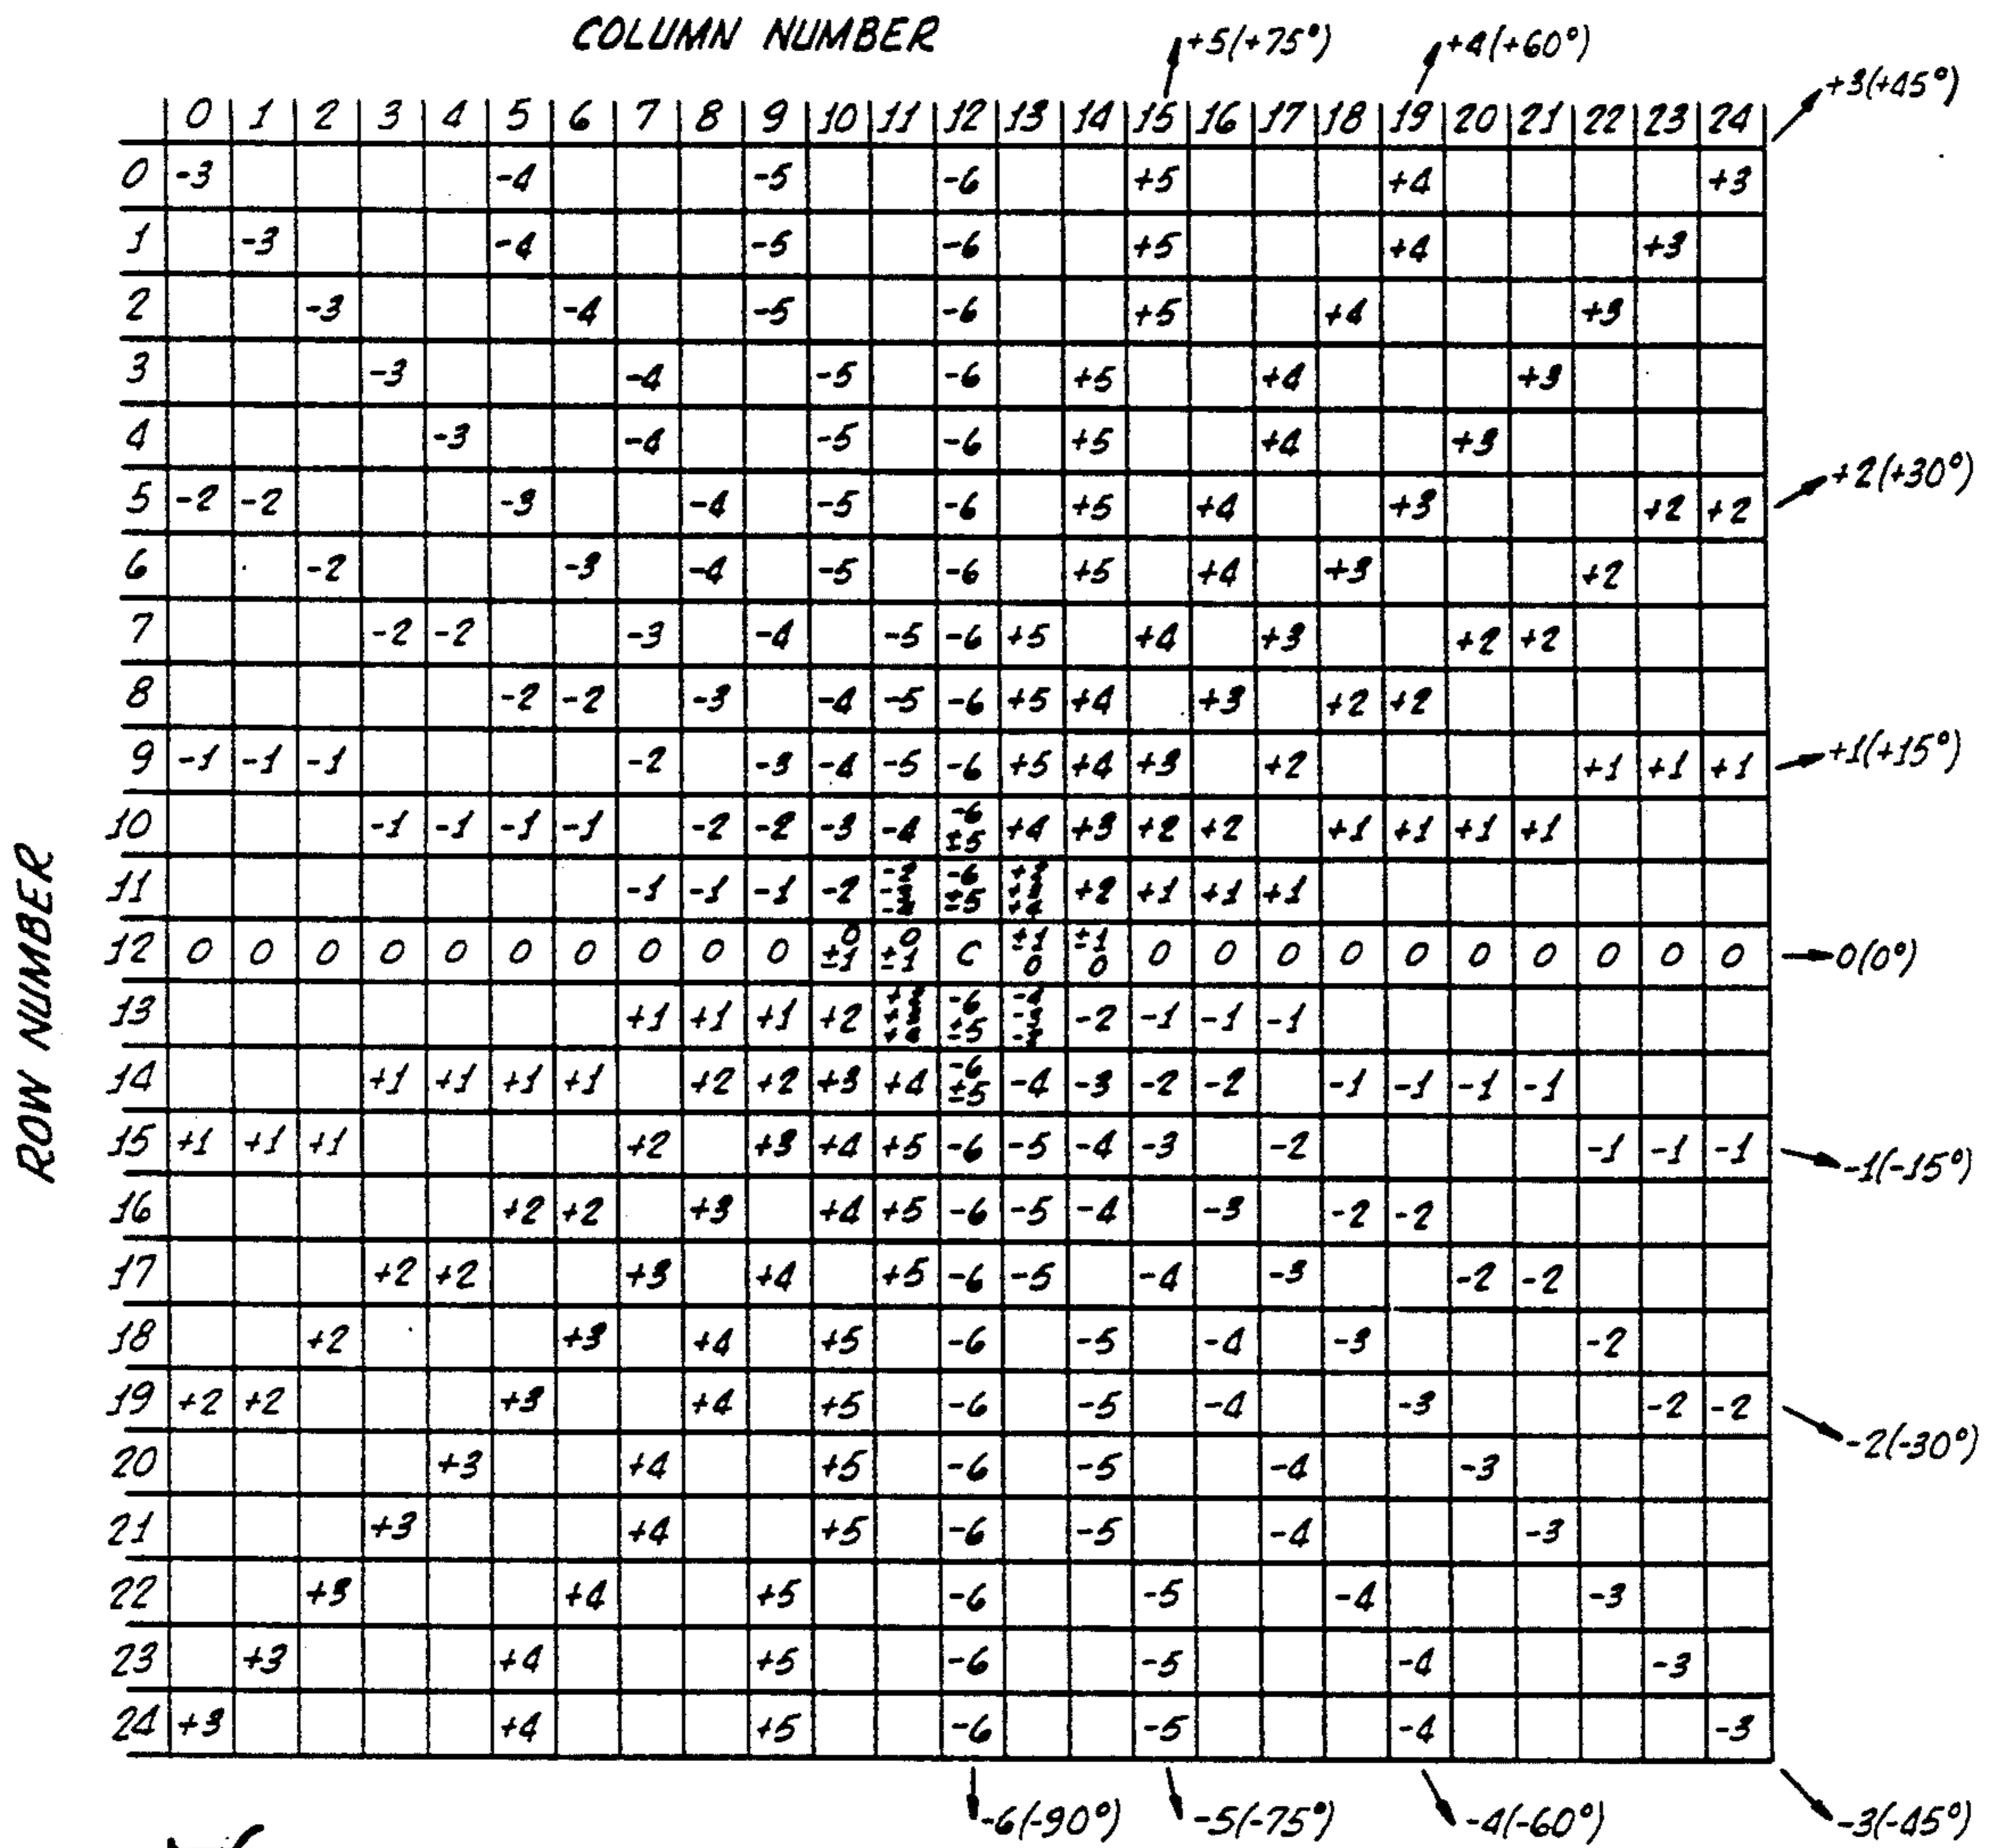 COLUMN NUMBER
+5(+75°) +4(+60°)
+3(+45°)
0 1 2 3 4 5 6 7 8 9 10 11 12 13 14 15 16 17 18 19 20 21 22 23 24
0 -3 -4 -5 -6 +5 +4 +3
1 -3 -4 -5 -6 +5 +4 +3
2 -3 -4 -5 -6 +5 +4 +3
3 -3 -4 -5 -6 +5 +4 +3
4 -3 -4 -5 -6 +5 +4 +3
+2(+30°)
5 -2 -2 -3 -4 -5 -6 +5 +4 +3 +2 +2
6 -2 -3 -4 -5 -6 +5 +4 +3 +2
7 -2 -2 -3 -4 -5 -6 +5 +4 +3 +2 +2
8 -2 -2 -3 -4 -5 -6 +5 +4 +3 +2 +2
9 -1 -1 -1 -2 -3 -4 -5 -6 +5 +4 +3 +2 +1 +1 +1 +1(+15°)
10 -1 -1 -1 -1 -2 -2 -3 -4 -6 ±5 +4 +3 +2 +2 +1 +1 +1 +1
11 -1 -1 -1 -2 -6 ±5 +2 +1 +1 +1
12 0 0 0 0 0 0 0 0 0 0 0 ±1 0 ±1 C ±1 0 ±1 0 0 0 0 0 0 0 0 0 0 0 0(0°)
ROW NUMBER
13 +1 +1 +1 +2 -6 ±5 -2 -1 -1 -1
14 +1 +1 +1 +1 +2 +2 +3 +4 -6 ±5 -4 -3 -2 -2 -1 -1 -1 -1
15 +1 +1 +1 +2 +3 +4 +5 -6 -5 -4 -3 -2 -1 -1 -1 -1(-15°)
16 +2 +2 +3 +4 +5 -6 -5 -4 -3 -2 -2
17 +2 +2 +3 +4 +5 -6 -5 -4 -3 -2 -2
18 +2 +3 +4 +5 -6 -5 -4 -3 -2
19 +2 +2 +3 +4 +5 -6 -5 -4 -3 -2 -2
-2(-30°)
20 +3 +4 +5 -6 -5 -4 -3
21 +3 +4 +5 -6 -5 -4 -3
22 +3 +4 +5 -6 -5 -4 -3
23 +3 +4 +5 -6 -5 -4 -3
24 +3 +4 +5 -6 -5 -4 -3
-6(-90°) -5(-75°) -4(-60°) -3(-45°)